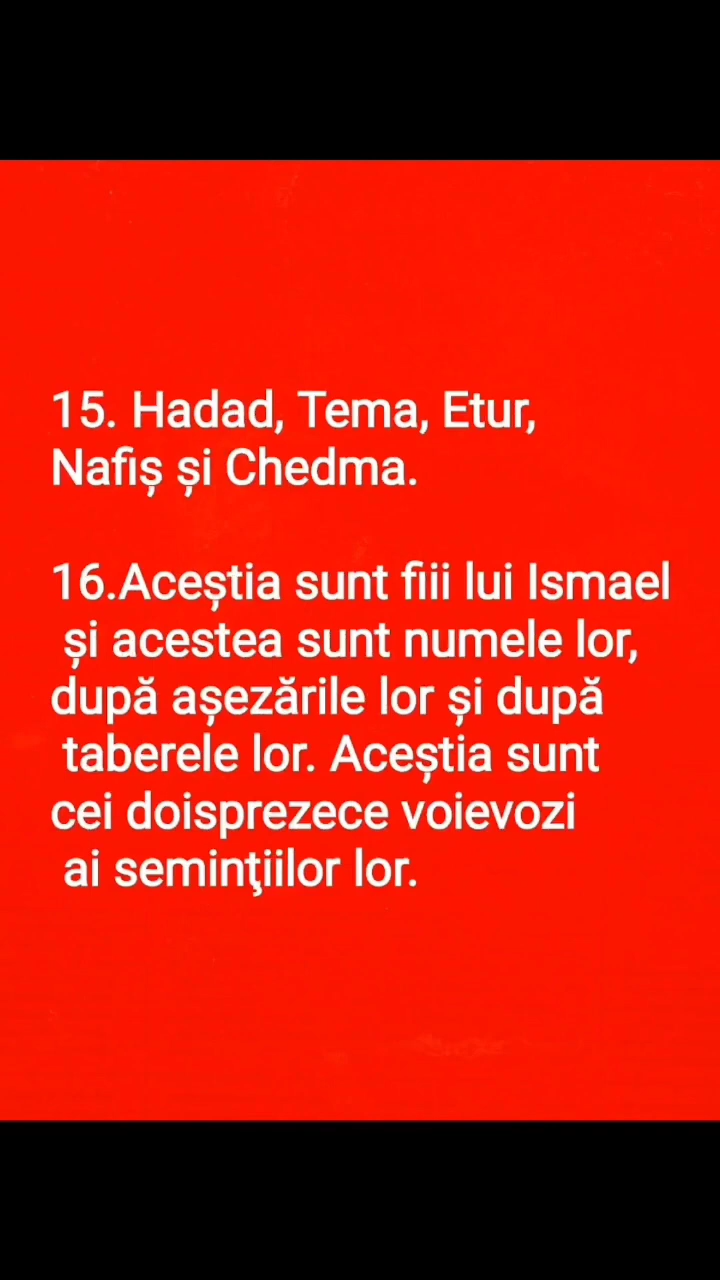 15. Hadad, Tema, Etur,
Nafiș și Chedma.
16.Aceștia sunt fiii lui Ismael
și acestea sunt numele lor,
după așezările lor și după
taberele lor. Aceștia sunt
cei doisprezece voievozi
ai seminţiilor lor.